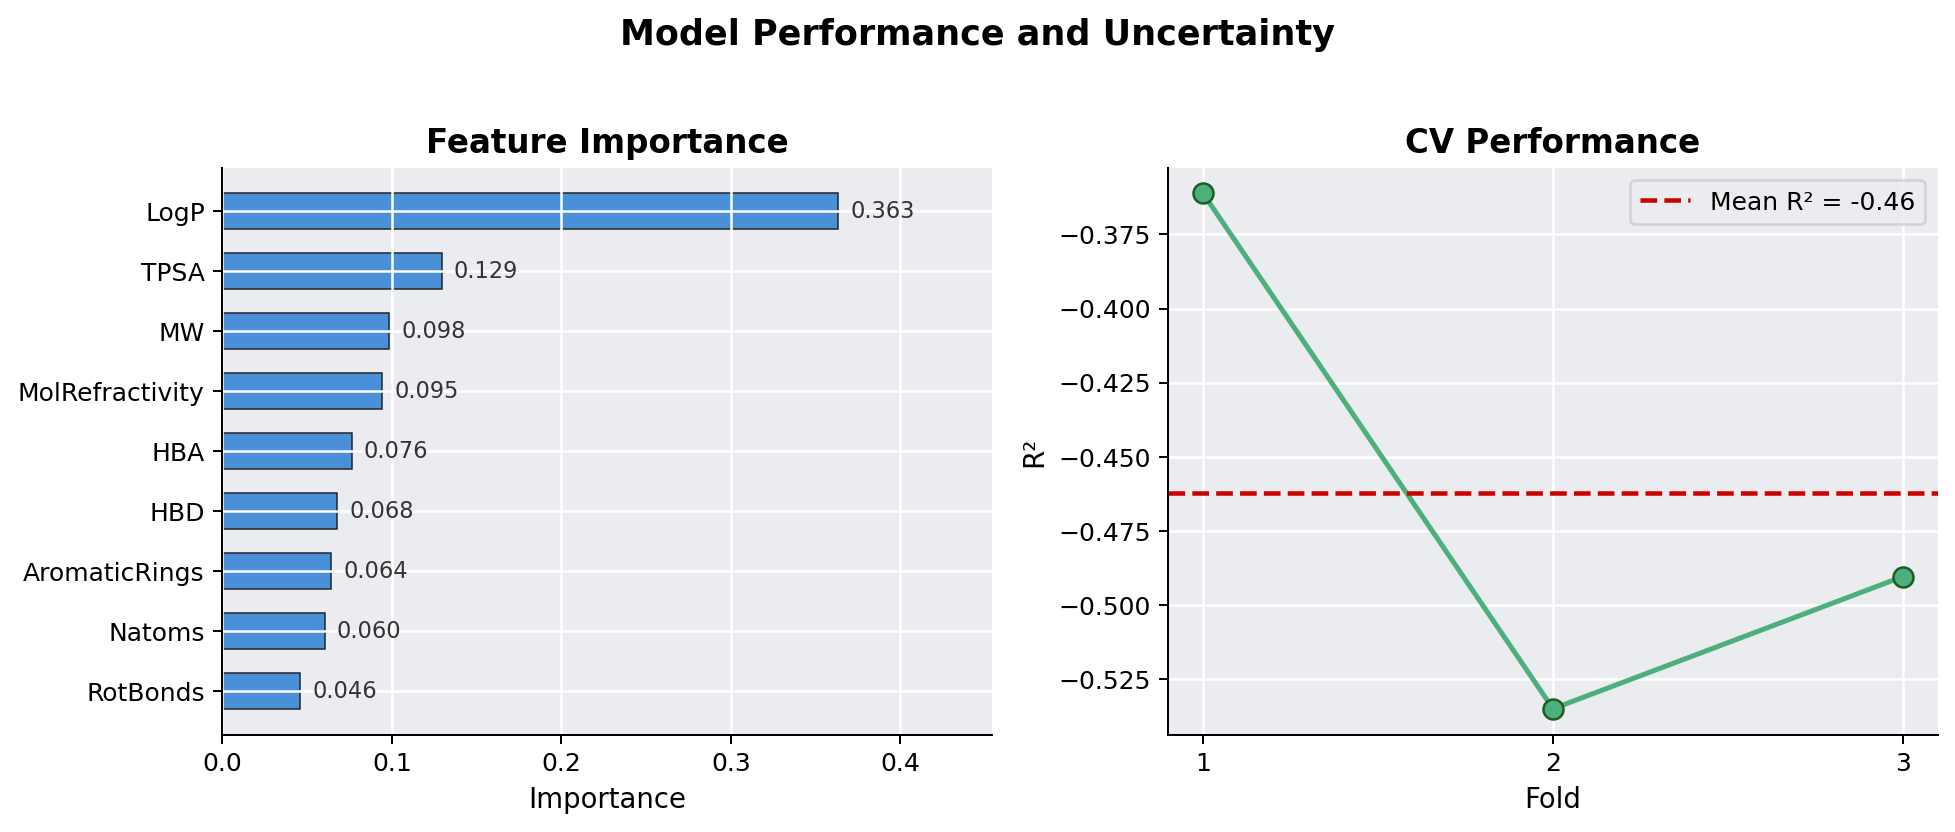 Model Performance and Uncertainty
Feature Importance
LogP
0.363
TPSA
0.129
MW
0.098
MolRefractivity
0.095
HBA
0.076
HBD
0.068
AromaticRings
0.064
Natoms
0.060
RotBonds
0.046
0.0 0.1 0.2 0.3 0.4
Importance
CV Performance
Mean R² = -0.46
R²
−0.375
−0.400
−0.425
−0.450
−0.475
−0.500
−0.525
1 2 3
Fold